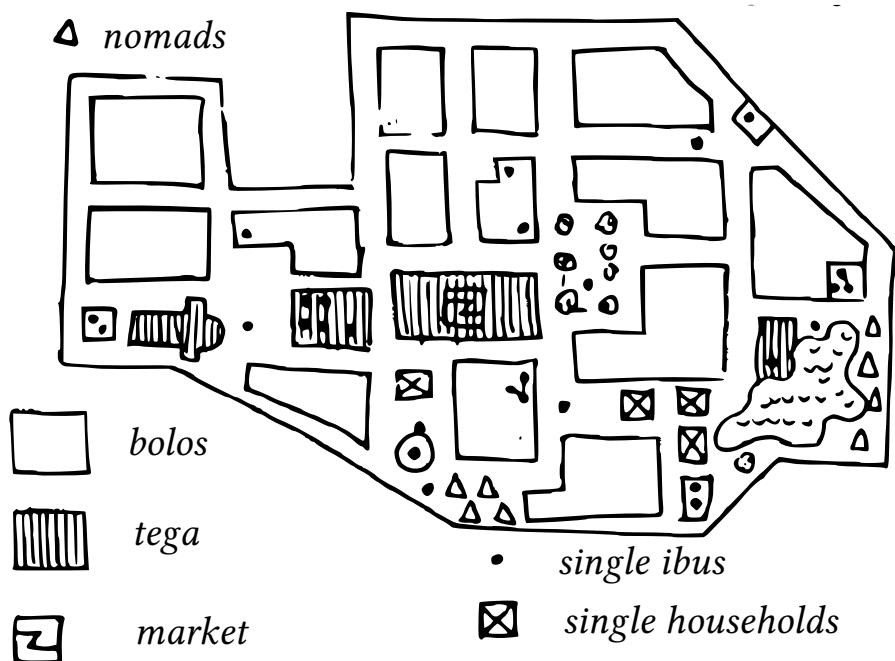 nomads
bolos
tega
market
single ibus
single households